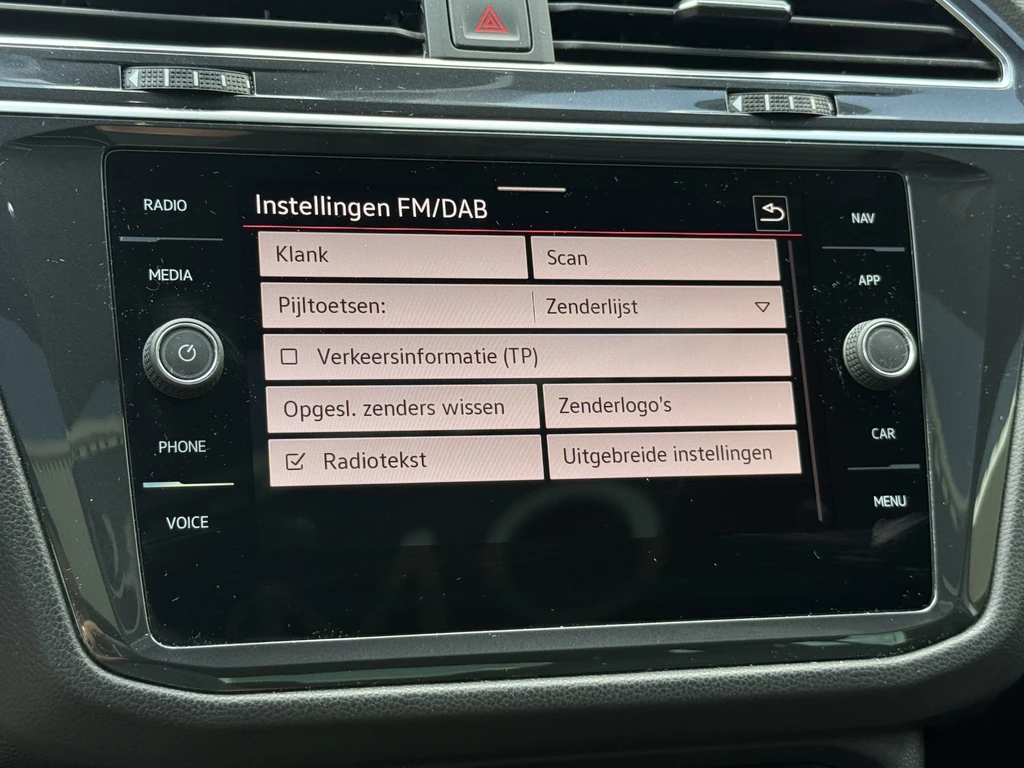 Instellingen FM/DAB
Klank
Scan
Pijltoetsen:
Zenderlijst
Verkeersinformatie (TP)
Opgesl. zenders wissen
Zenderlogo's
Radiotekst
Uitgebreide instellingen
RADIO
MEDIA
PHONE
VOICE
NAV
APP
CAR
MENU